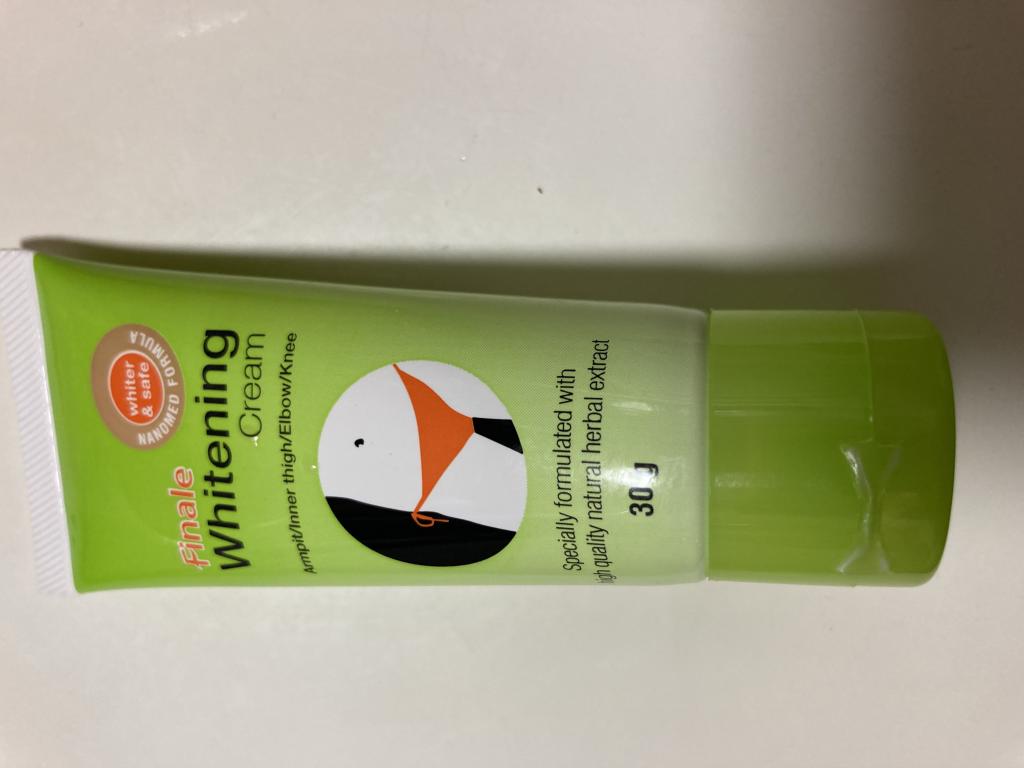 Finale
Whitening
Cream
whiter
& safe
NANOMED FORMULA
Armpit/Inner thigh/Elbow/Knee
Specially formulated with
high quality natural herbal extract
30 g